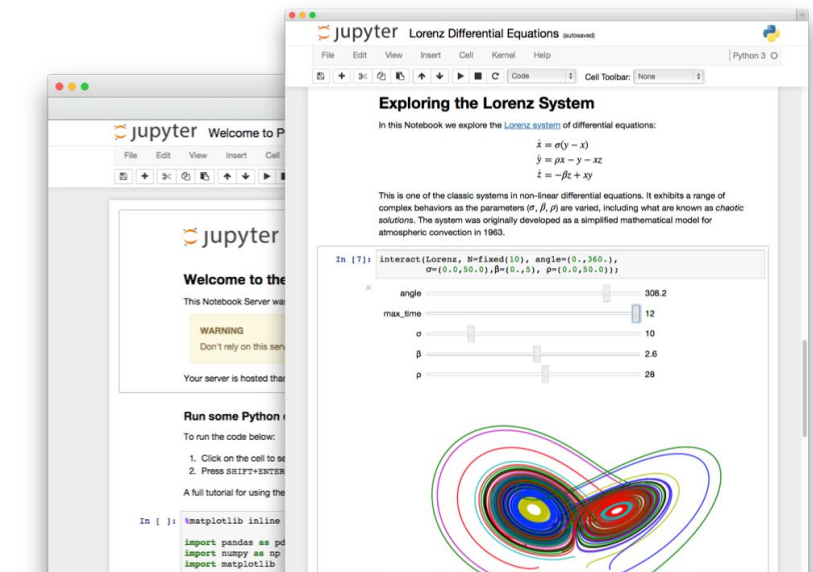 jupyter Lorenz Differential Equations (autosaved)
File Edit View Insert Cell Kernel Help Python 3
Code Cell Toolbar: None
Exploring the Lorenz System
In this Notebook we explore the Lorenz system of differential equations:
ẋ = σ(y − x)
ẏ = ρx − y − xz
ż = −βz + xy
This is one of the classic systems in non-linear differential equations. It exhibits a range of
complex behaviors as the parameters (σ, β, ρ) are varied, including what are known as chaotic
solutions. The system was originally developed as a simplified mathematical model for
atmospheric convection in 1963.
In [7]: interact(Lorenz, N=fixed(10), angle=(0.,360.),
σ=(0.0,50.0),β=(0.,5), ρ=(0.0,50.0));
angle 308.2
max_time 12
σ 10
β 2.6
ρ 28
jupyter Welcome to P
File Edit View Insert Cell
jupyter
Welcome to the
This Notebook Server was
WARNING
Don't rely on this serv
Your server is hosted than
Run some Python
To run the code below:
1. Click on the cell to se
2. Press SHIFT+ENTER
A full tutorial for using the
In [ ]: %matplotlib inline
import pandas as pd
import numpy as np
import matplotlib